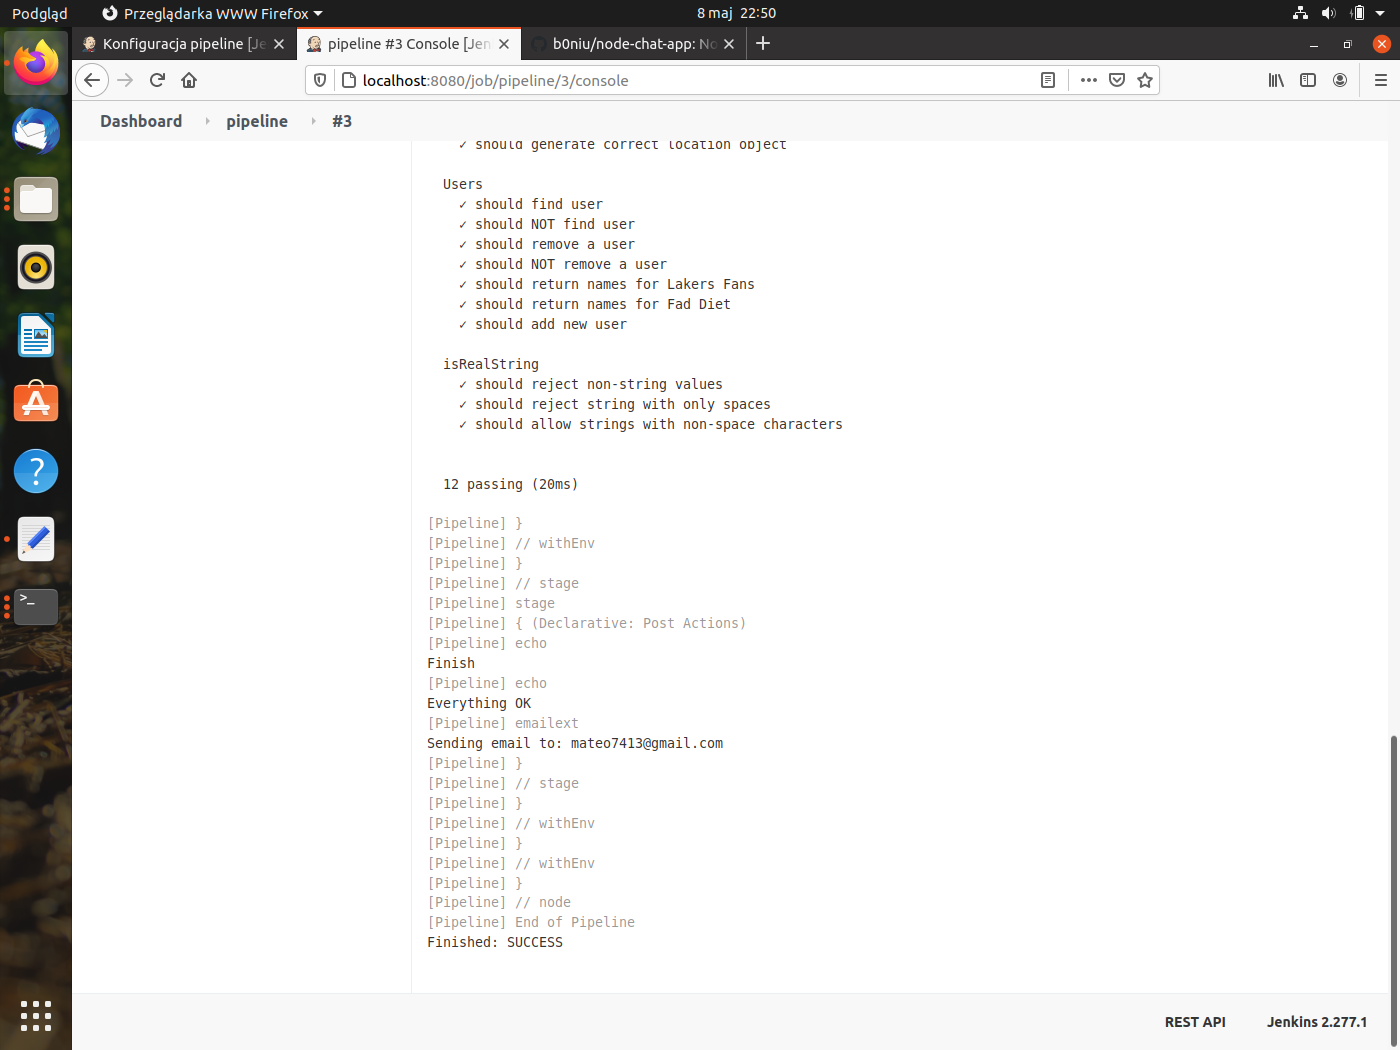 Podgląd
Przeglądarka WWW Firefox
8 maj 22:50
Konfiguracja pipeline [Je
pipeline #3 Console [Jen
b0niu/node-chat-app: No
localhost:8080/job/pipeline/3/console
Dashboard
pipeline
#3
✓ should generate correct location object
Users
✓ should find user
✓ should NOT find user
✓ should remove a user
✓ should NOT remove a user
✓ should return names for Lakers Fans
✓ should return names for Fad Diet
✓ should add new user
isRealString
✓ should reject non-string values
✓ should reject string with only spaces
✓ should allow strings with non-space characters
12 passing (20ms)
[Pipeline] }
[Pipeline] // withEnv
[Pipeline] }
[Pipeline] // stage
[Pipeline] stage
[Pipeline] { (Declarative: Post Actions)
[Pipeline] echo
Finish
[Pipeline] echo
Everything OK
[Pipeline] emailext
Sending email to: mateo7413@gmail.com
[Pipeline] }
[Pipeline] // stage
[Pipeline] }
[Pipeline] // withEnv
[Pipeline] }
[Pipeline] // withEnv
[Pipeline] }
[Pipeline] // node
[Pipeline] End of Pipeline
Finished: SUCCESS
REST API
Jenkins 2.277.1